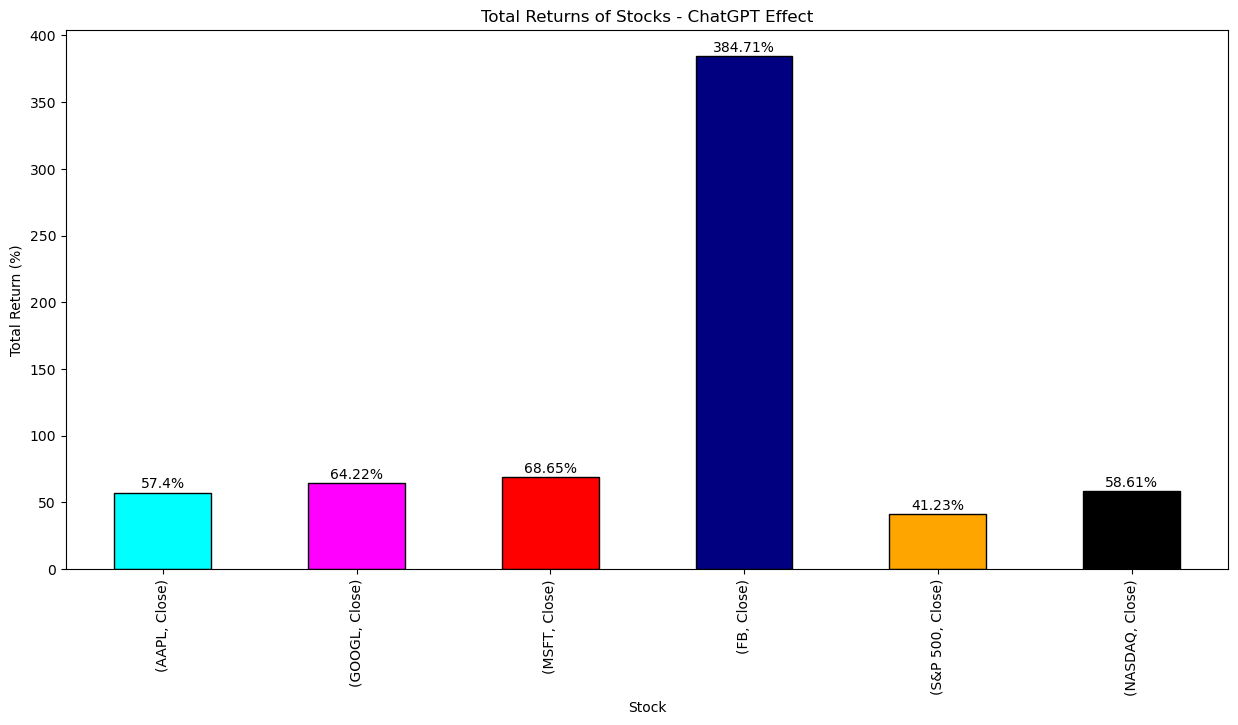 Total Returns of Stocks - ChatGPT Effect
Total Return (%)
400
350
300
250
200
150
100
50
0
57.4%
64.22%
68.65%
384.71%
41.23%
58.61%
(AAPL, Close)
(GOOGL, Close)
(MSFT, Close)
(FB, Close)
(S&P 500, Close)
(NASDAQ, Close)
Stock